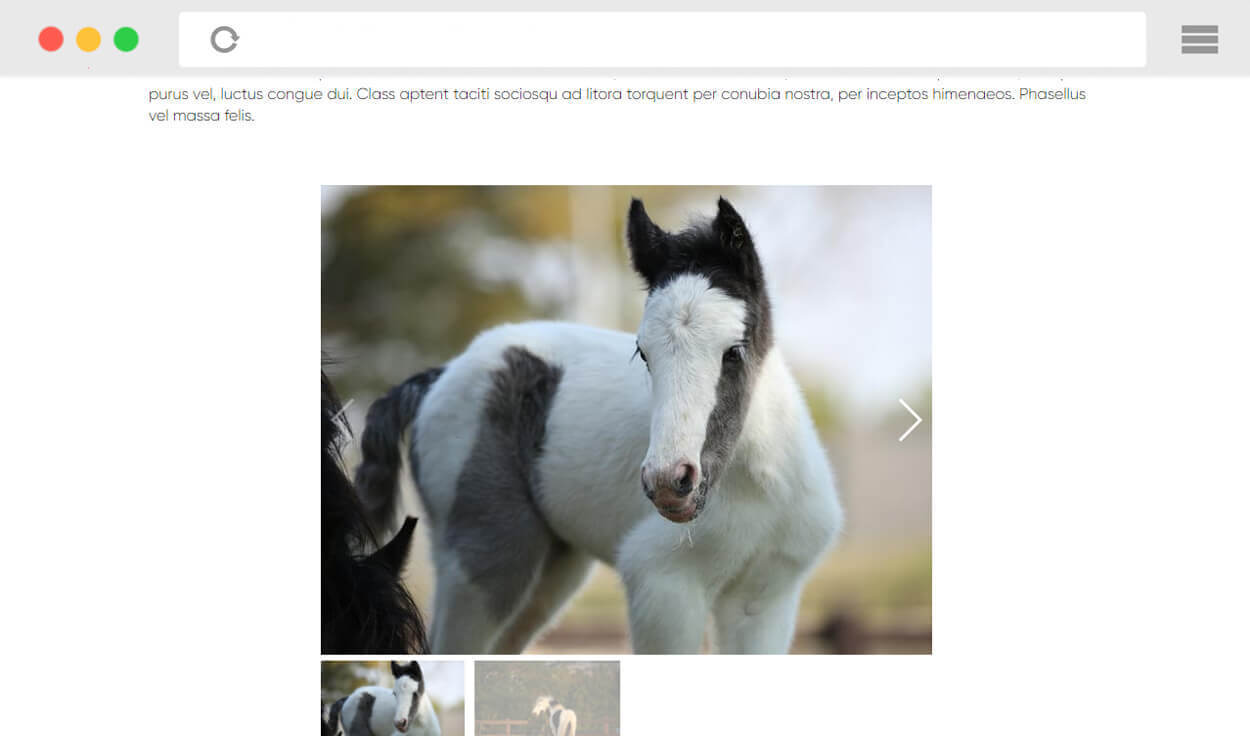 purus vel, luctus congue dui. Class aptent taciti sociosqu ad litora torquent per conubia nostra, per inceptos himenaeos. Phasellus
vel massa felis.